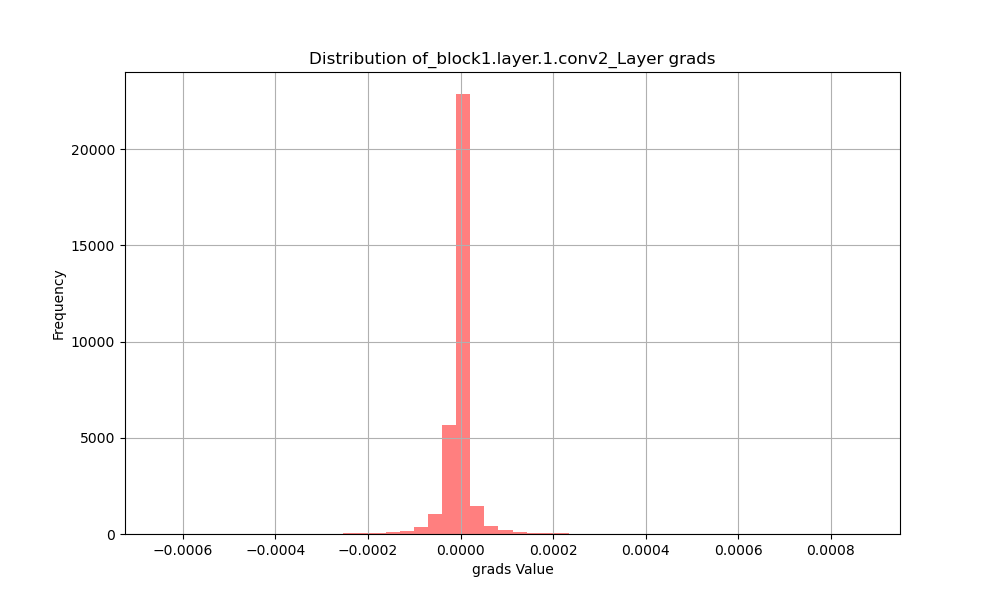 Distribution of_block1.layer.1.conv2_Layer grads
Frequency
20000
15000
10000
5000
0
−0.0006 −0.0004 −0.0002 0.0000 0.0002 0.0004 0.0006 0.0008
grads Value